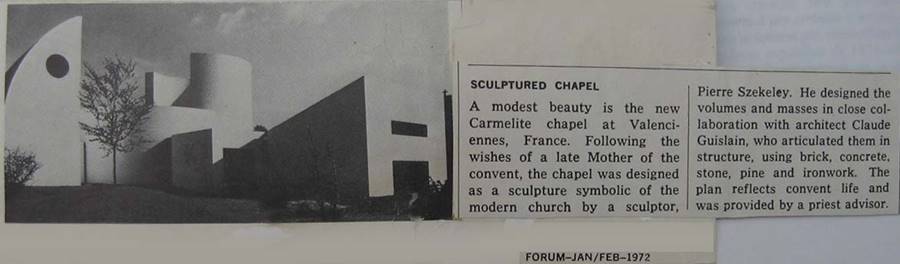 SCULPTURED CHAPEL
A modest beauty is the new
Carmelite chapel at Valenci-
ennes, France. Following the
wishes of a late Mother of the
convent, the chapel was designed
as a sculpture symbolic of the
modern church by a sculptor,
Pierre Szekeley. He designed the
volumes and masses in close col-
laboration with architect Claude
Guislain, who articulated them in
structure, using brick, concrete,
stone, pine and ironwork. The
plan reflects convent life and
was provided by a priest advisor.
FORUM–JAN/FEB–1972